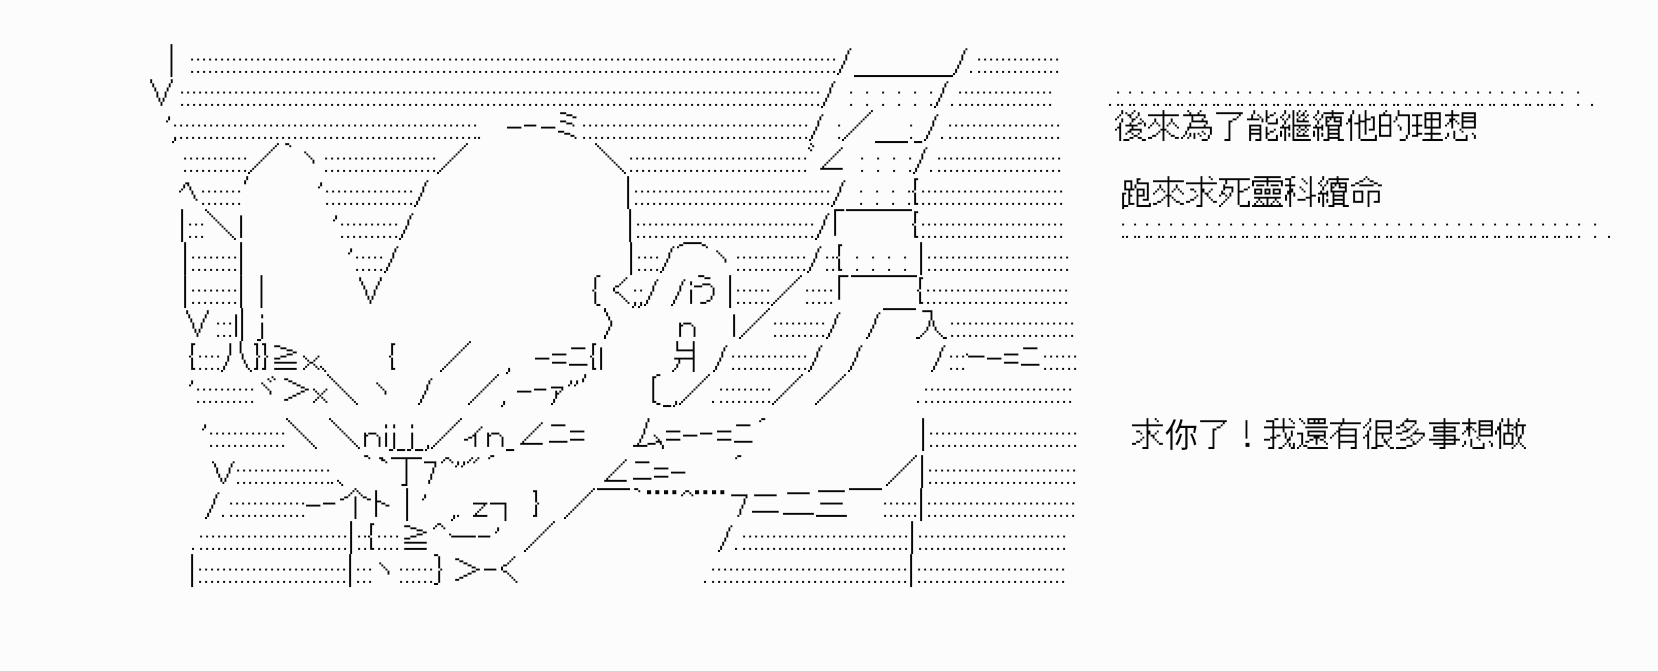 後來為了能繼續他的理想
跑來求死靈科續命
求你了！我還有很多事想做